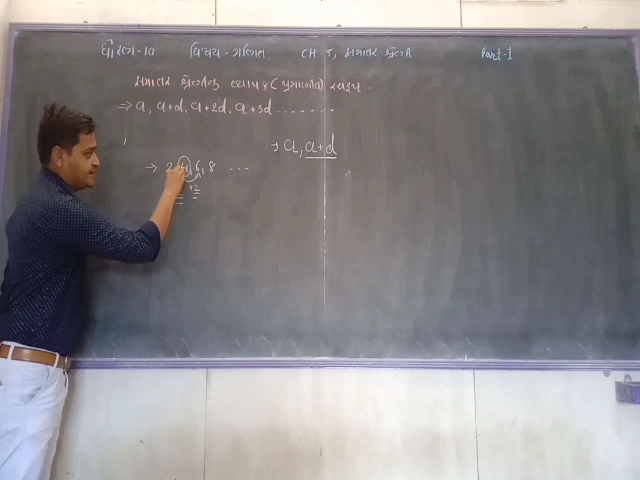 ધોરણ-10 વિષય-ગણિત CH 5, સમાંતર શ્રેણી Part-1
સમાંતર શ્રેણીનું વ્યાપક (પ્રમાણિત) સ્વરૂપ.
⇒ a, a+d, a+2d, a+3d .......
→ a, a+d
→ 2, 4, 6, 8 ....
+2